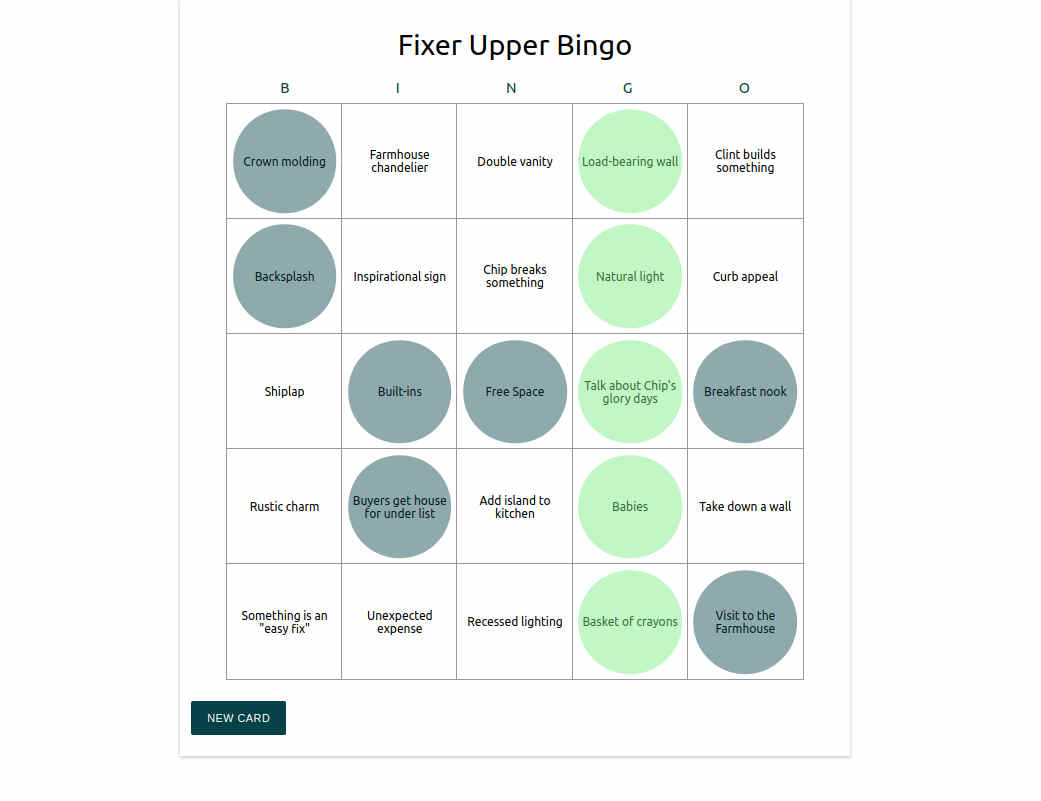 Fixer Upper Bingo
B I N G O
Crown molding
Farmhouse
chandelier
Double vanity
Load-bearing wall
Clint builds
something
Backsplash
Inspirational sign
Chip breaks
something
Natural light
Curb appeal
Shiplap
Built-ins
Free Space
Talk about Chip's
glory days
Breakfast nook
Rustic charm
Buyers get house
for under list
Add island to
kitchen
Babies
Take down a wall
Something is an
"easy fix"
Unexpected
expense
Recessed lighting
Basket of crayons
Visit to the
Farmhouse
NEW CARD